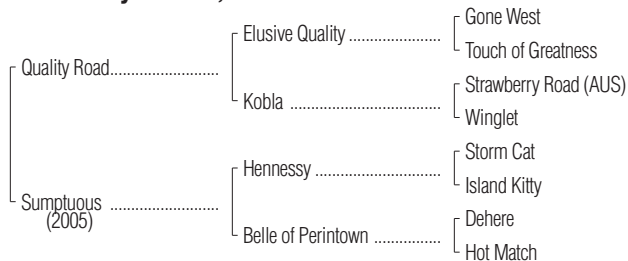 Gone West
Elusive Quality ....................
Touch of Greatness
Quality Road........................
Strawberry Road (AUS)
Kobla .................................
Winglet
Storm Cat
Hennessy ...........................
Island Kitty
Sumptuous ........................
(2005)
Dehere
Belle of Perintown ..............
Hot Match